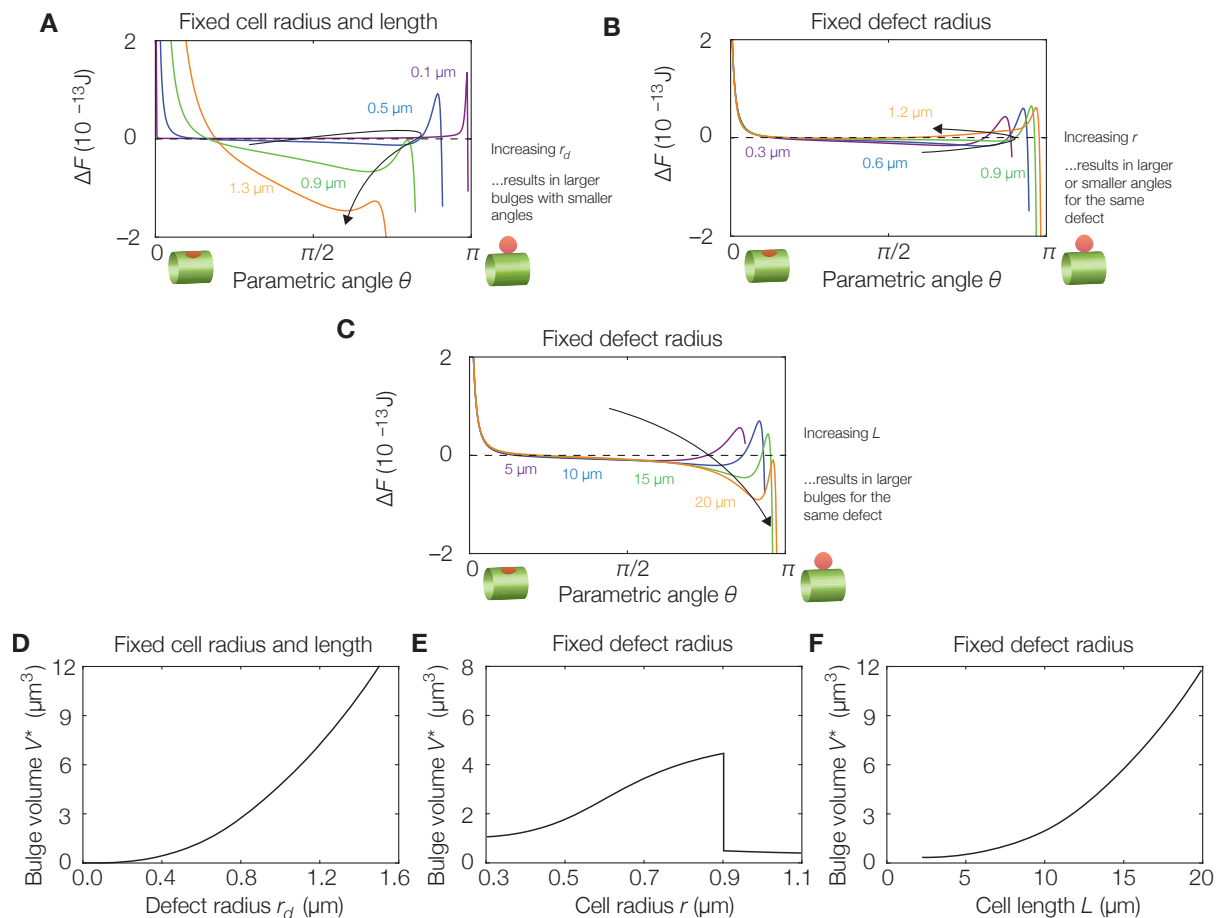 A
Fixed cell radius and length
2
0
−2
ΔF (10 −13J)
0.1 µm
0.5 µm
0.9 µm
1.3 µm
Increasing rd
...results in larger
bulges with smaller
angles
0
π/2
π
Parametric angle θ
B
Fixed defect radius
2
0
−2
ΔF (10 −13J)
1.2 µm
0.3 µm
0.6 µm
0.9 µm
Increasing r
...results in larger
or smaller angles
for the same
defect
0
π/2
π
Parametric angle θ
C
Fixed defect radius
2
0
−2
ΔF (10 −13J)
5 µm
10 µm
15 µm
20 µm
Increasing L
...results in larger
bulges for the
same defect
0
π/2
π
Parametric angle θ
D
Fixed cell radius and length
Bulge volume V* (µm3)
12
9
6
3
0
0.0 0.4 0.8 1.2 1.6
Defect radius rd (µm)
E
Fixed defect radius
Bulge volume V* (µm3)
8
6
4
2
0
0.3 0.5 0.7 0.9 1.1
Cell radius r (µm)
F
Fixed defect radius
Bulge volume V* (µm3)
12
9
6
3
0
0 5 10 15 20
Cell length L (µm)